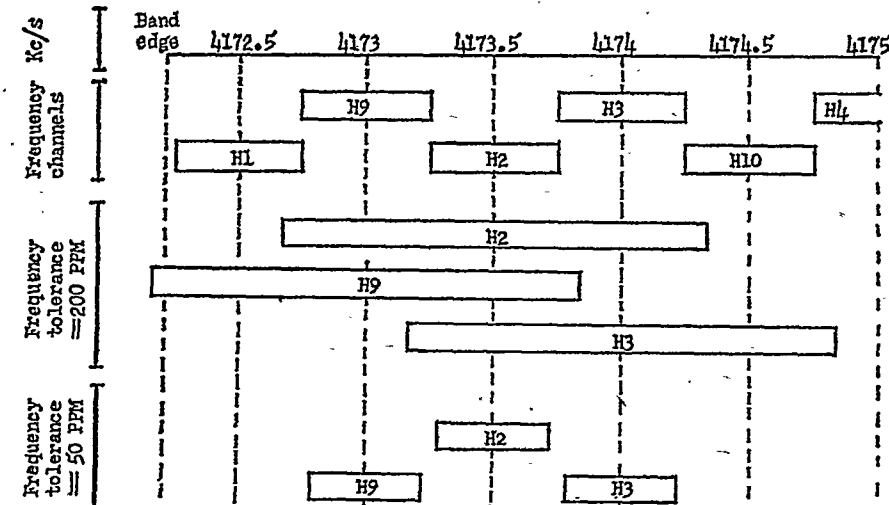 Kc/s
Band
edge 4172.5 4173 4173.5 4174 4174.5 4175
Frequency
channels
H9 H3 H4
H1 H2 H10
Frequency
tolerance
=200 PPM
H2
H9
H3
Frequency
tolerance
= 50 PPM
H2
H9 H3